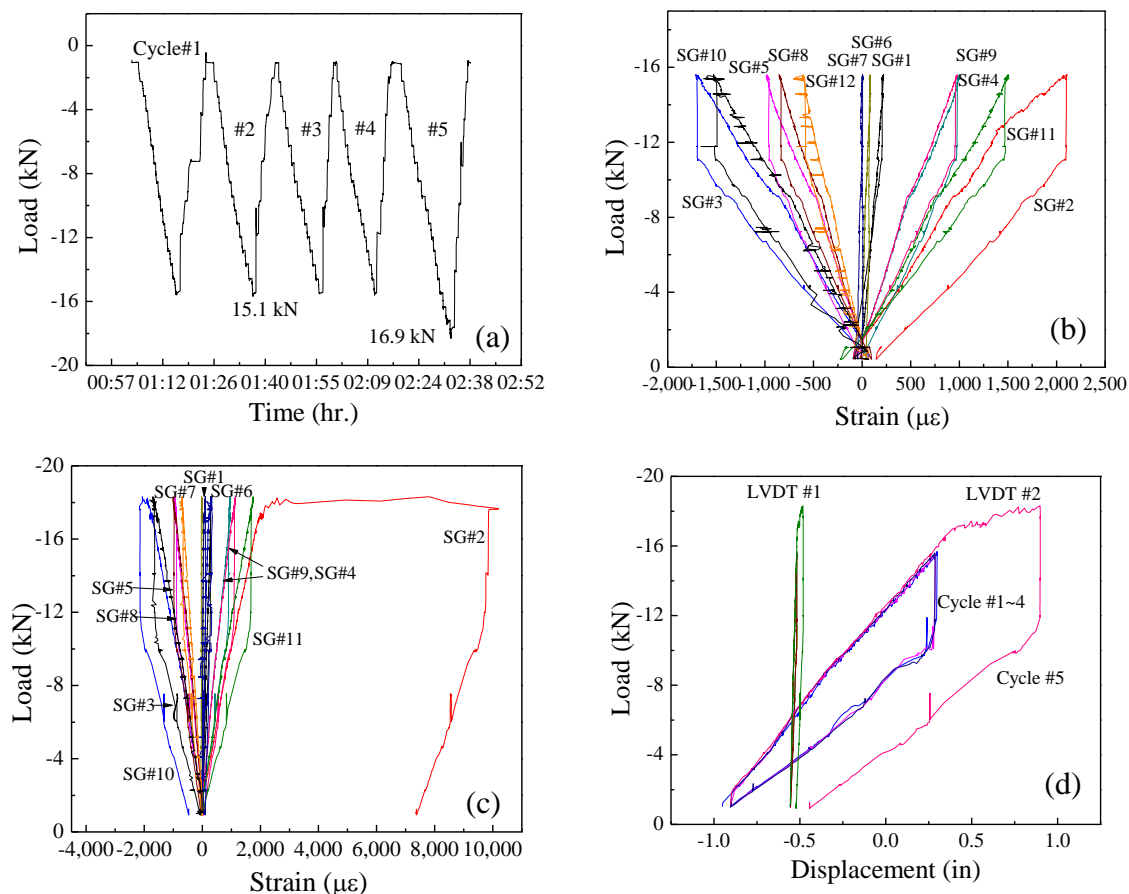 Cycle#1
#2
#3
#4
#5
15.1 kN
16.9 kN
(a)
0
-4
-8
-12
-16
-20
Load (kN)
00:57 01:12 01:26 01:40 01:55 02:09 02:24 02:38 02:52
Time (hr.)
SG#6
SG#10
SG#8
SG#7
SG#1
SG#9
SG#5
SG#12
SG#4
SG#11
SG#3
SG#2
(b)
-16
-12
-8
-4
0
Load (kN)
-2,000 -1,500 -1,000 -500 0 500 1,000 1,500 2,000 2,500
Strain (με)
SG#1
SG#7
SG#6
SG#2
SG#9,SG#4
SG#5
SG#8
SG#11
SG#3
SG#10
(c)
-20
-16
-12
-8
-4
0
Load (kN)
-4,000 -2,000 0 2,000 4,000 6,000 8,000 10,000
Strain (με)
LVDT #1
LVDT #2
Cycle #1~4
Cycle #5
(d)
-20
-16
-12
-8
-4
0
Load (kN)
-1.0 -0.5 0.0 0.5 1.0
Displacement (in)